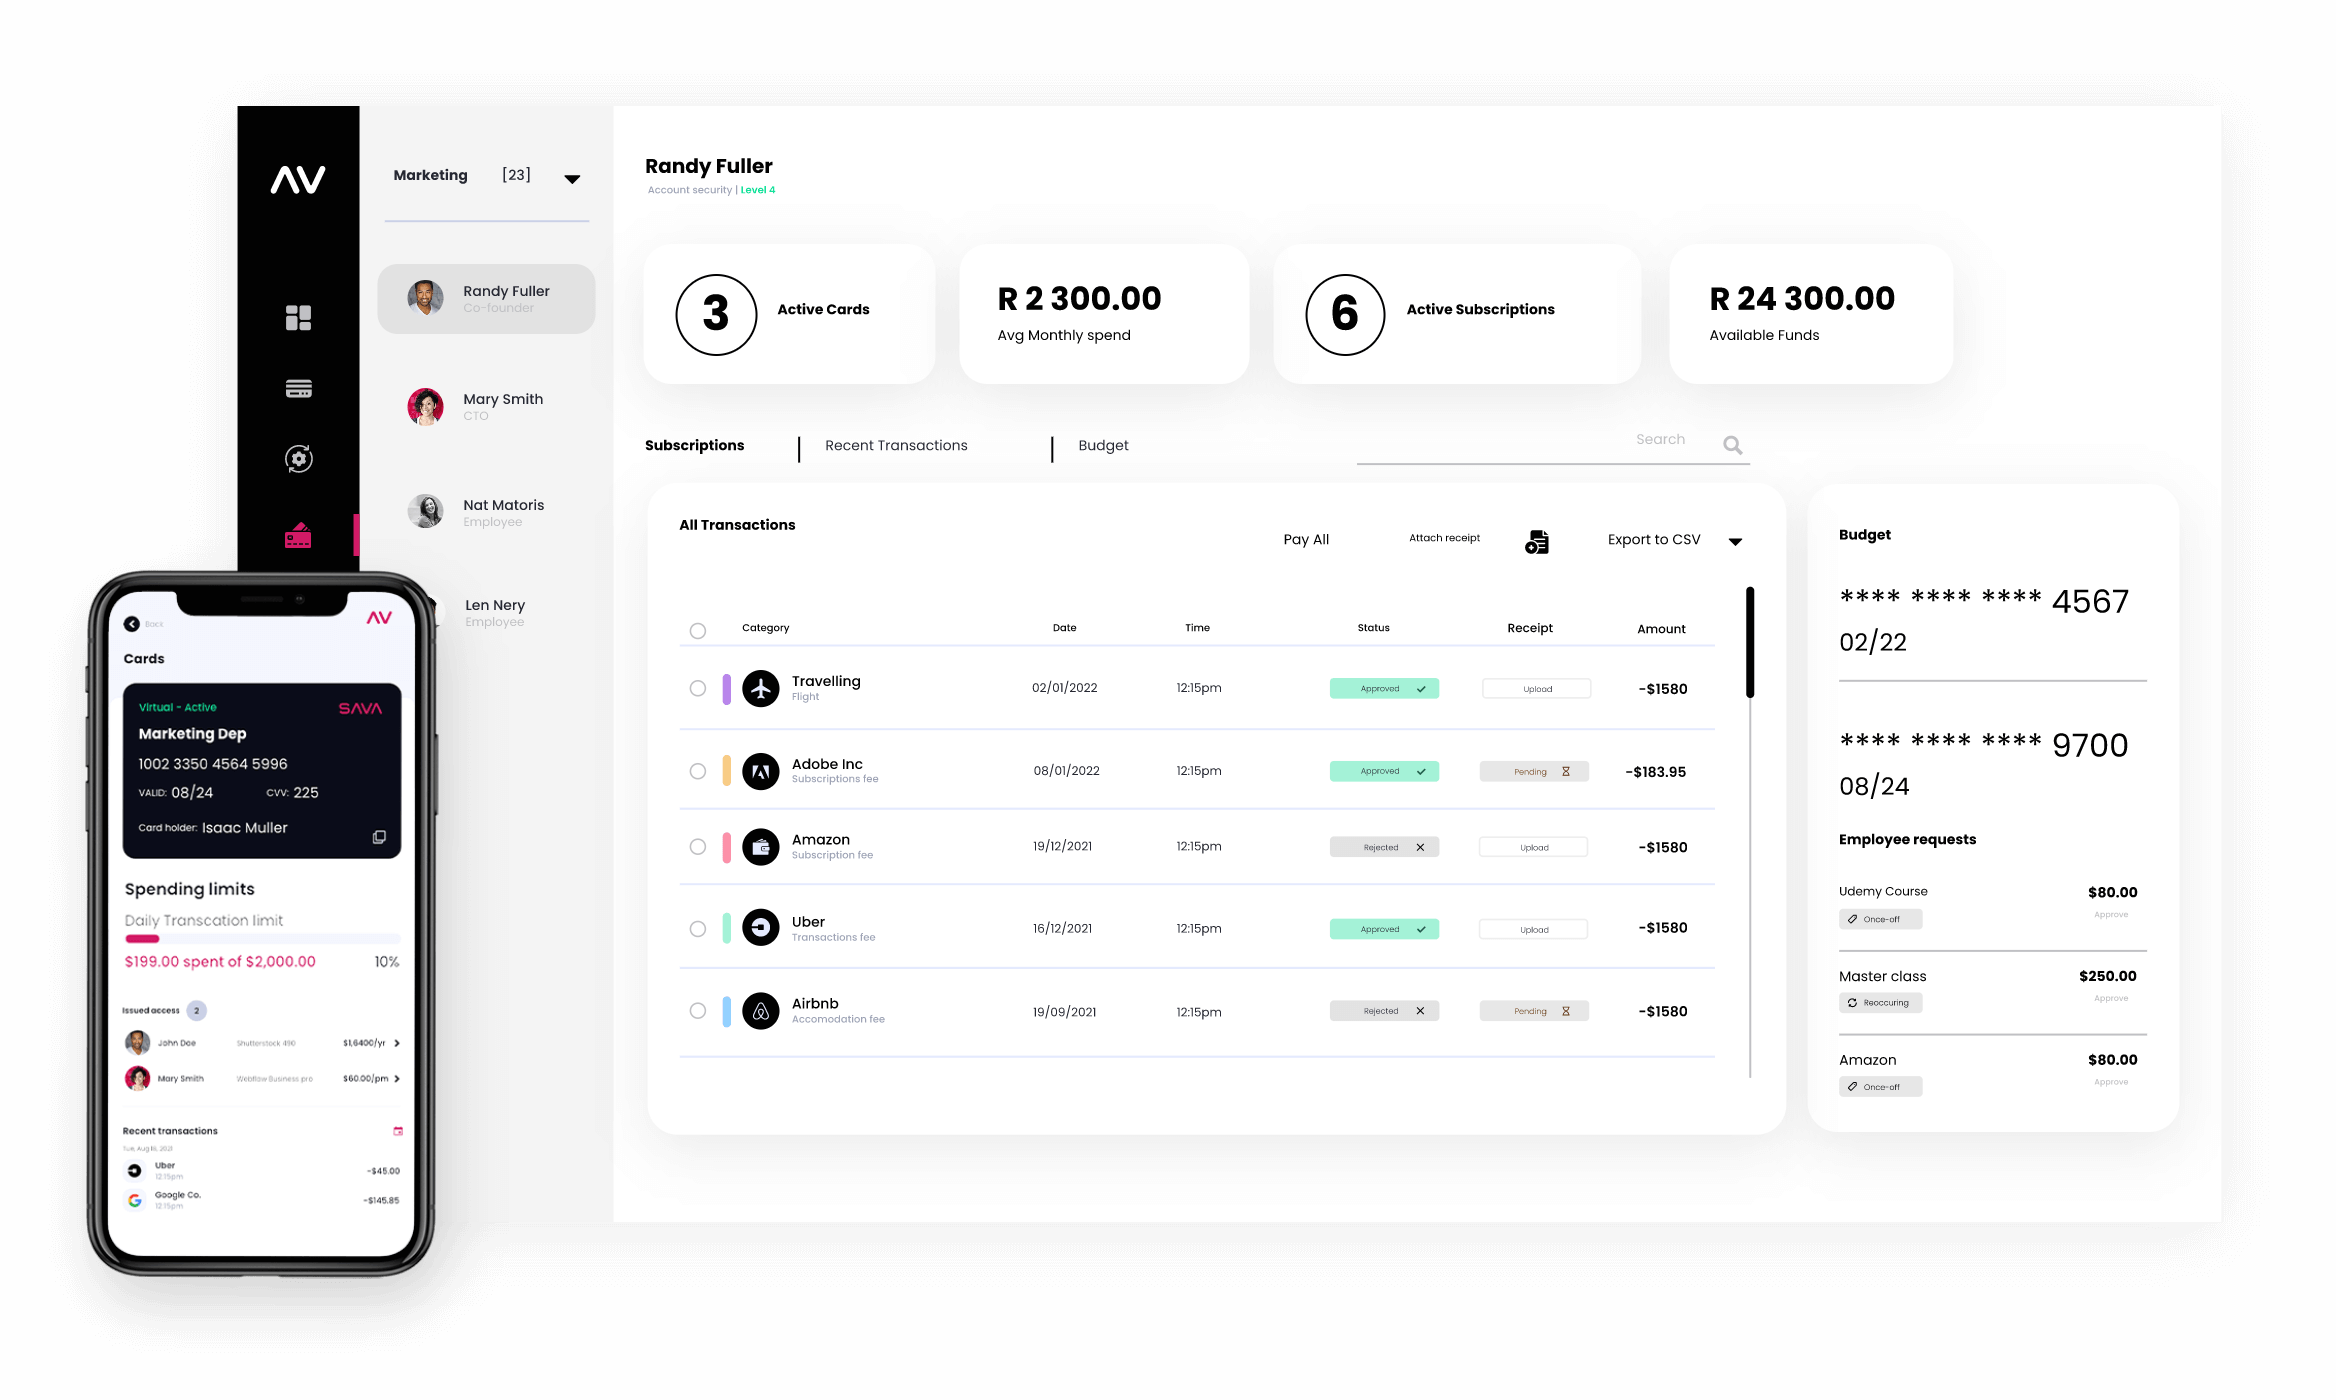 Marketing [23]
Randy Fuller
Co-founder
Mary Smith
CTO
Nat Matoris
Employee
Len Nery
Employee
Randy Fuller
Account security | Level 4
3 Active Cards
R 2 300.00
Avg Monthly spend
6 Active Subscriptions
R 24 300.00
Available Funds
Subscriptions Recent Transactions Budget Search
All Transactions
Pay All Attach receipt Export to CSV
Category Date Time Status Receipt Amount
Travelling
Flight
02/01/2022 12:15pm Approved Upload -$1580
Adobe Inc
Subscriptions fee
08/01/2022 12:15pm Approved Pending -$183.95
Amazon
Subscription fee
19/12/2021 12:15pm Rejected Upload -$1580
Uber
Transactions fee
16/12/2021 12:15pm Approved Upload -$1580
Airbnb
Accomodation fee
19/09/2021 12:15pm Rejected Pending -$1580
Budget
**** **** **** 4567
02/22
**** **** **** 9700
08/24
Employee requests
Udemy Course $80.00
Once-off Approve
Master class $250.00
Reoccuring Approve
Amazon $80.00
Once-off Approve
Back
Cards
Virtual - Active SAVA
Marketing Dep
1002 3350 4564 5996
VALID: 08/24 CVV: 225
Card holder: Isaac Muller
Spending limits
Daily Transcation limit
$199.00 spent of $2,000.00 10%
Issued access 2
John Doe Shutterstock 490 $1,6400/yr
Mary Smith Webflow Business pro $60.00/pm
Recent transactions
Tue, Aug 16, 2021
Uber
12:15pm
-$45.00
Google Co.
12:15pm
-$145.85